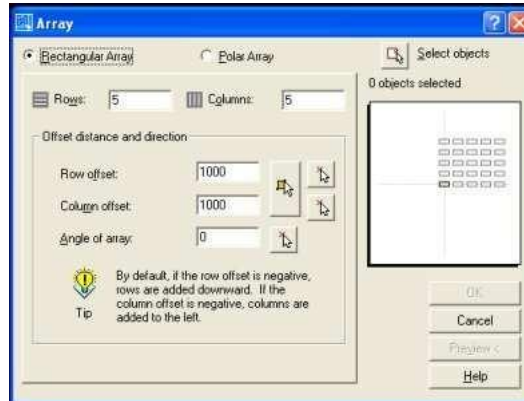 Array
Rectangular Array
Polar Array
Select objects
0 objects selected
Rows: 5
Columns: 5
Offset distance and direction
Row offset: 1000
Column offset: 1000
Angle of array: 0
By default, if the row offset is negative,
rows are added downward. If the
column offset is negative, columns are
added to the left.
Tip
OK
Cancel
Preview <
Help